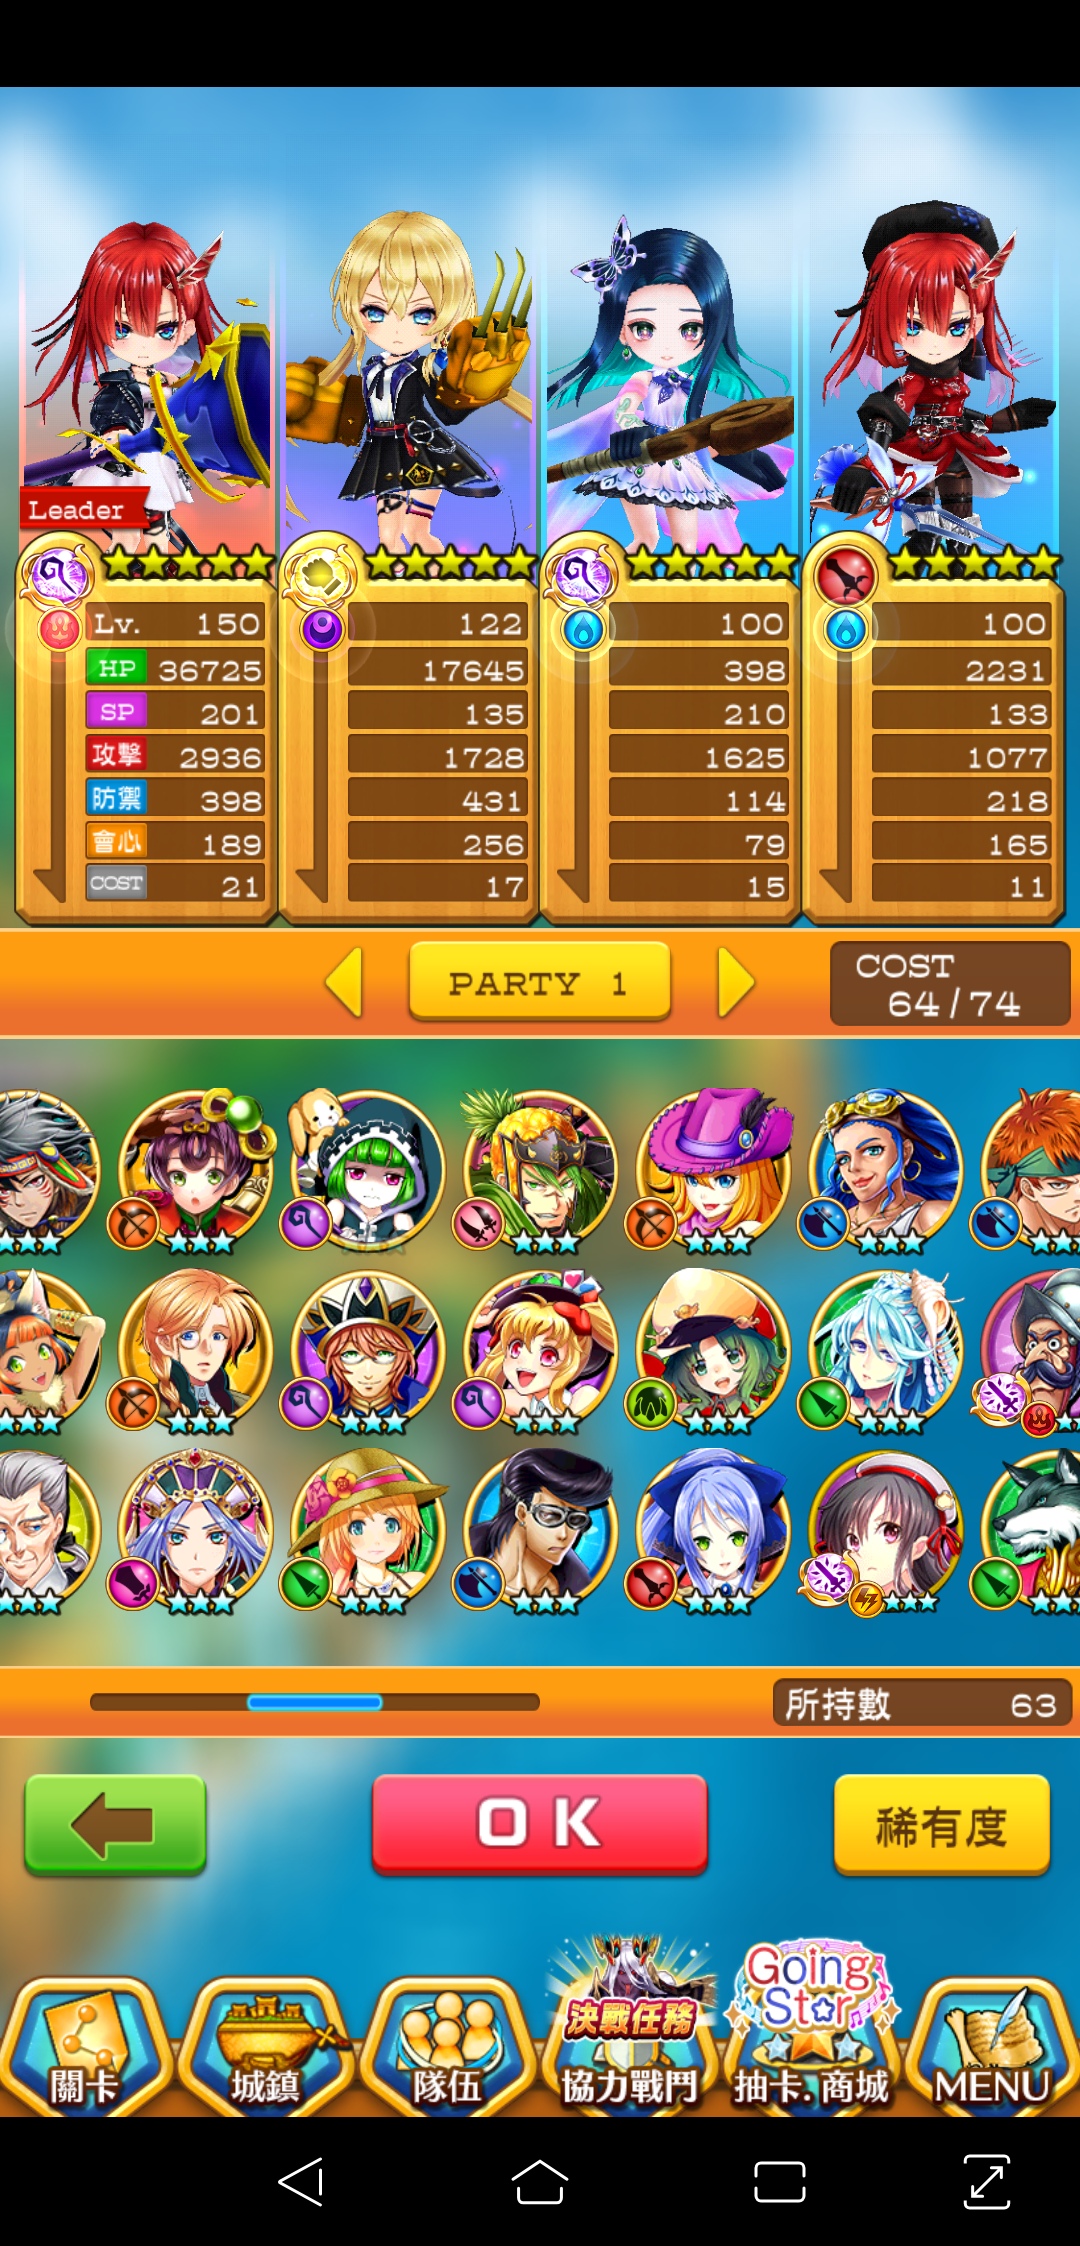 Leader
Lv. 150 122 100 100
HP 36725 17645 398 2231
SP 201 135 210 133
攻擊 2936 1728 1625 1077
防禦 398 431 114 218
會心 189 256 79 165
COST 21 17 15 11
PARTY 1
COST
64/74
所持數 63
OK
稀有度
Going
Star
決戰任務
關卡
城鎮
隊伍
協力戰鬥
抽卡.商城
MENU